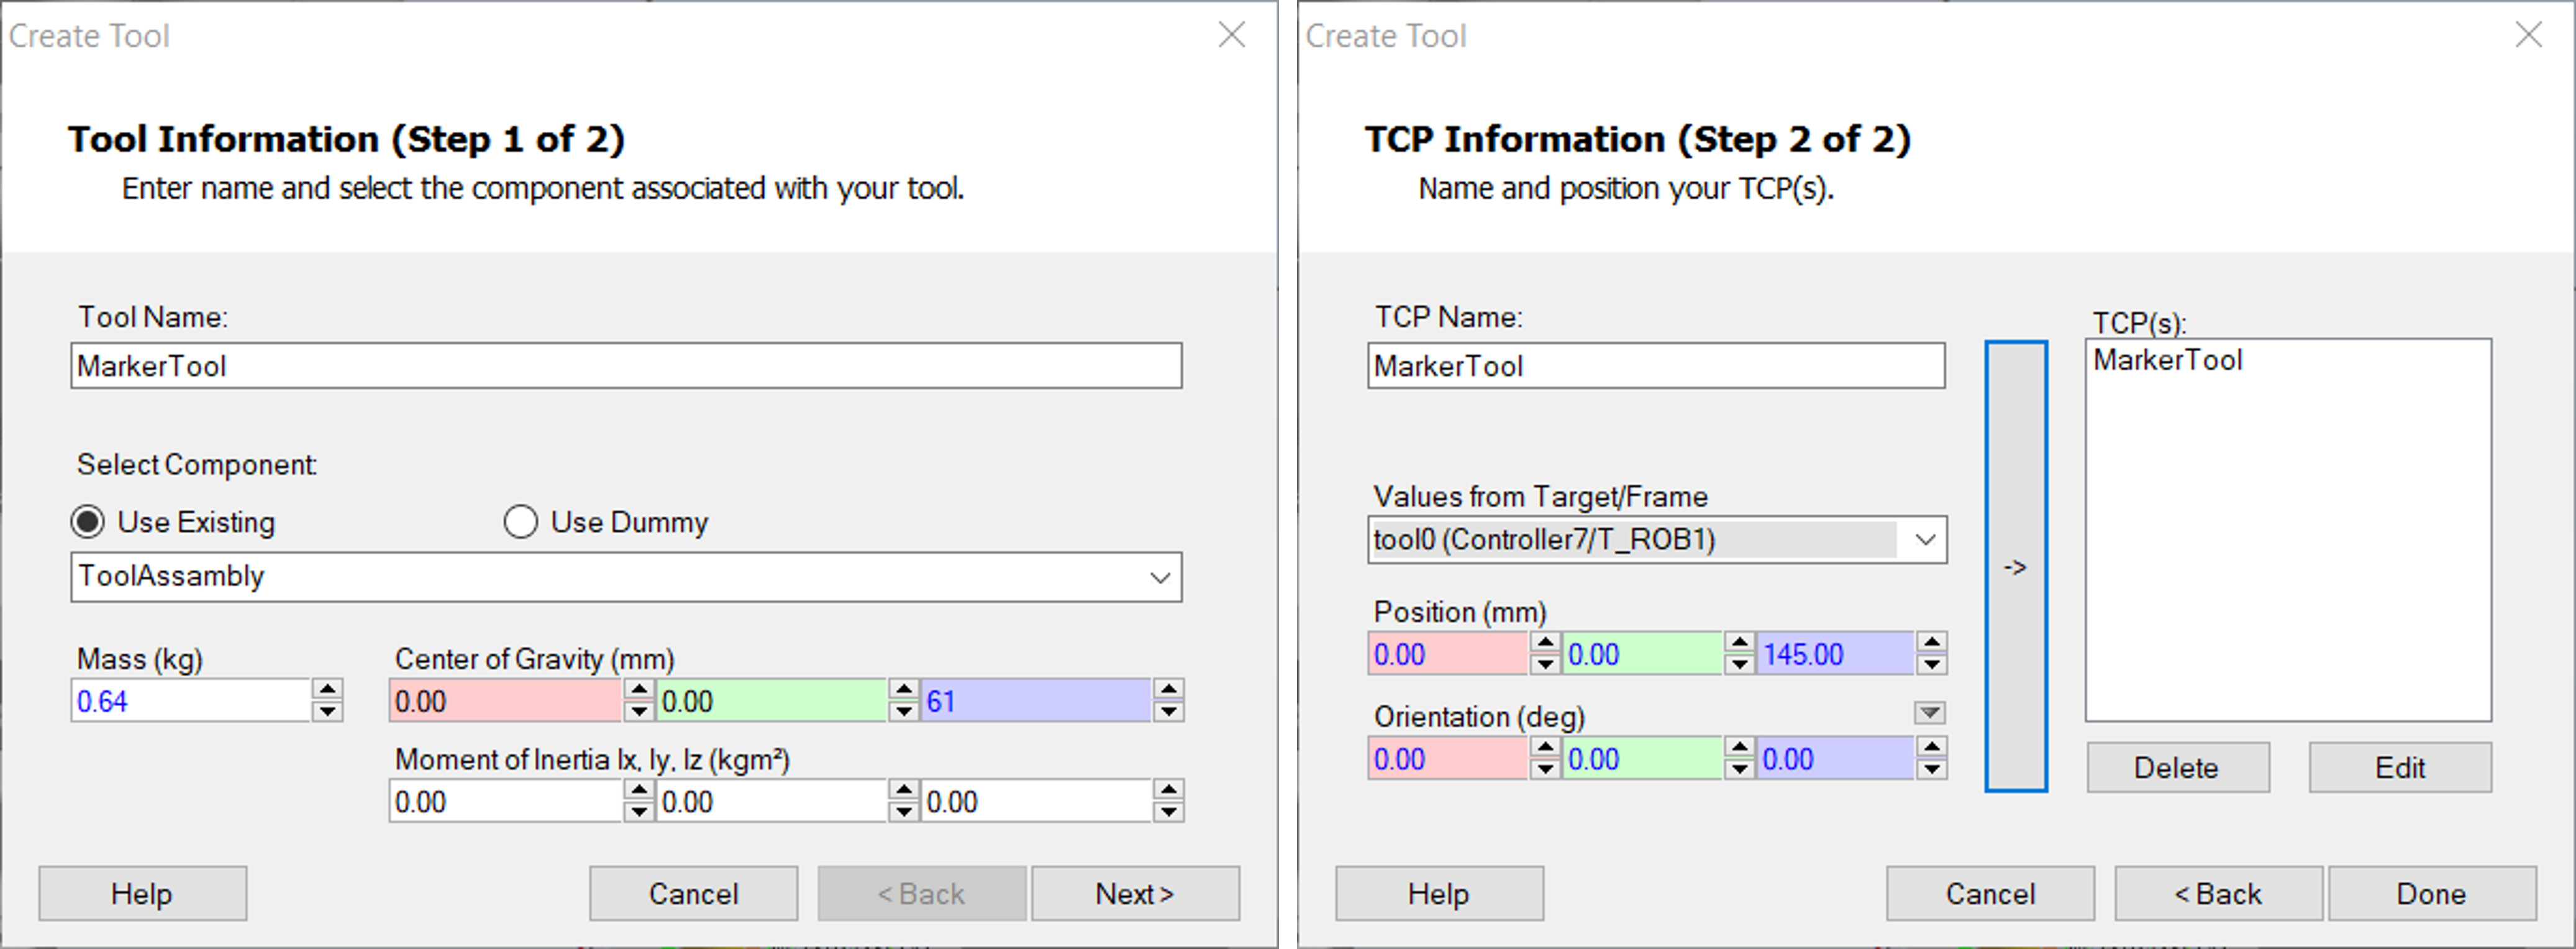 Create Tool
Tool Information (Step 1 of 2)
Enter name and select the component associated with your tool.
Tool Name:
MarkerTool
Select Component:
Use Existing Use Dummy
ToolAssambly
Mass (kg) Center of Gravity (mm)
0.64 0.00 0.00 61
Moment of Inertia Ix, Iy, Iz (kgm²)
0.00 0.00 0.00
Help Cancel < Back Next >
Create Tool
TCP Information (Step 2 of 2)
Name and position your TCP(s).
TCP Name:
MarkerTool
Values from Target/Frame
tool0 (Controller7/T_ROB1)
Position (mm)
0.00 0.00 145.00
Orientation (deg)
0.00 0.00 0.00
->
TCP(s):
MarkerTool
Delete Edit
Help Cancel < Back Done